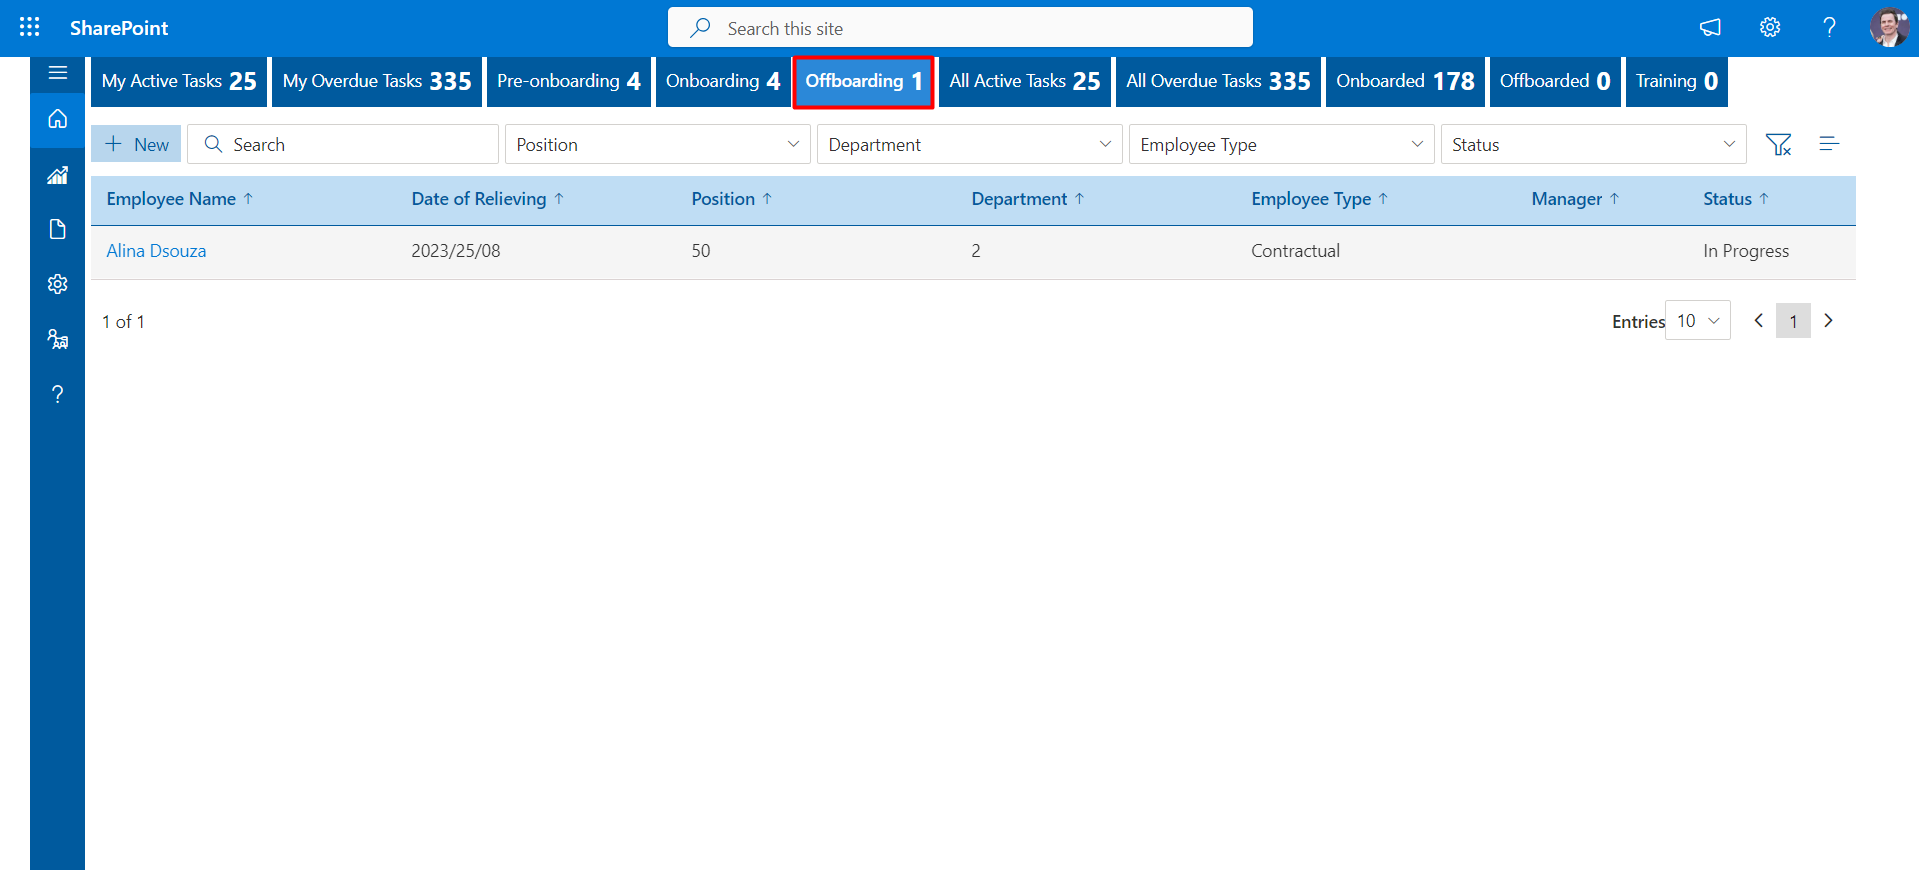 SharePoint
Search this site
My Active Tasks 25
My Overdue Tasks 335
Pre-onboarding 4
Onboarding 4
Offboarding 1
All Active Tasks 25
All Overdue Tasks 335
Onboarded 178
Offboarded 0
Training 0
New
Search
Position
Department
Employee Type
Status
Employee Name ↑ Date of Relieving ↑ Position ↑ Department ↑ Employee Type ↑ Manager ↑ Status ↑
Alina Dsouza 2023/25/08 50 2 Contractual In Progress
1 of 1
Entries 10
1